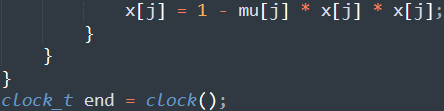 x[j] = 1 - mu[j] * x[j] * x[j];
}
}
}
clock_t end = clock();